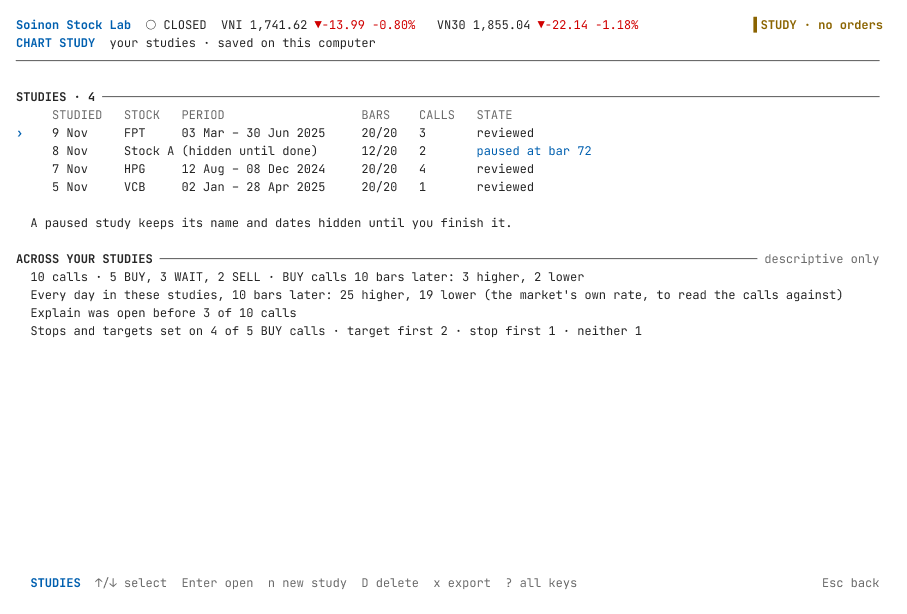 Soinon Stock Lab  ○ CLOSED  VNI 1,741.62 ▼-13.99 -0.80%  VN30 1,855.04 ▼-22.14 -1.18%  STUDY · no orders
CHART STUDY  your studies · saved on this computer
STUDIES · 4
STUDIED  STOCK  PERIOD  BARS  CALLS  STATE
› 9 Nov  FPT  03 Mar – 30 Jun 2025  20/20  3  reviewed
8 Nov  Stock A (hidden until done)  12/20  2  paused at bar 72
7 Nov  HPG  12 Aug – 08 Dec 2024  20/20  4  reviewed
5 Nov  VCB  02 Jan – 28 Apr 2025  20/20  1  reviewed
A paused study keeps its name and dates hidden until you finish it.
ACROSS YOUR STUDIES  descriptive only
10 calls · 5 BUY, 3 WAIT, 2 SELL · BUY calls 10 bars later: 3 higher, 2 lower
Every day in these studies, 10 bars later: 25 higher, 19 lower (the market's own rate, to read the calls against)
Explain was open before 3 of 10 calls
Stops and targets set on 4 of 5 BUY calls · target first 2 · stop first 1 · neither 1
STUDIES  ↑/↓ select  Enter open  n new study  D delete  x export  ? all keys  Esc back